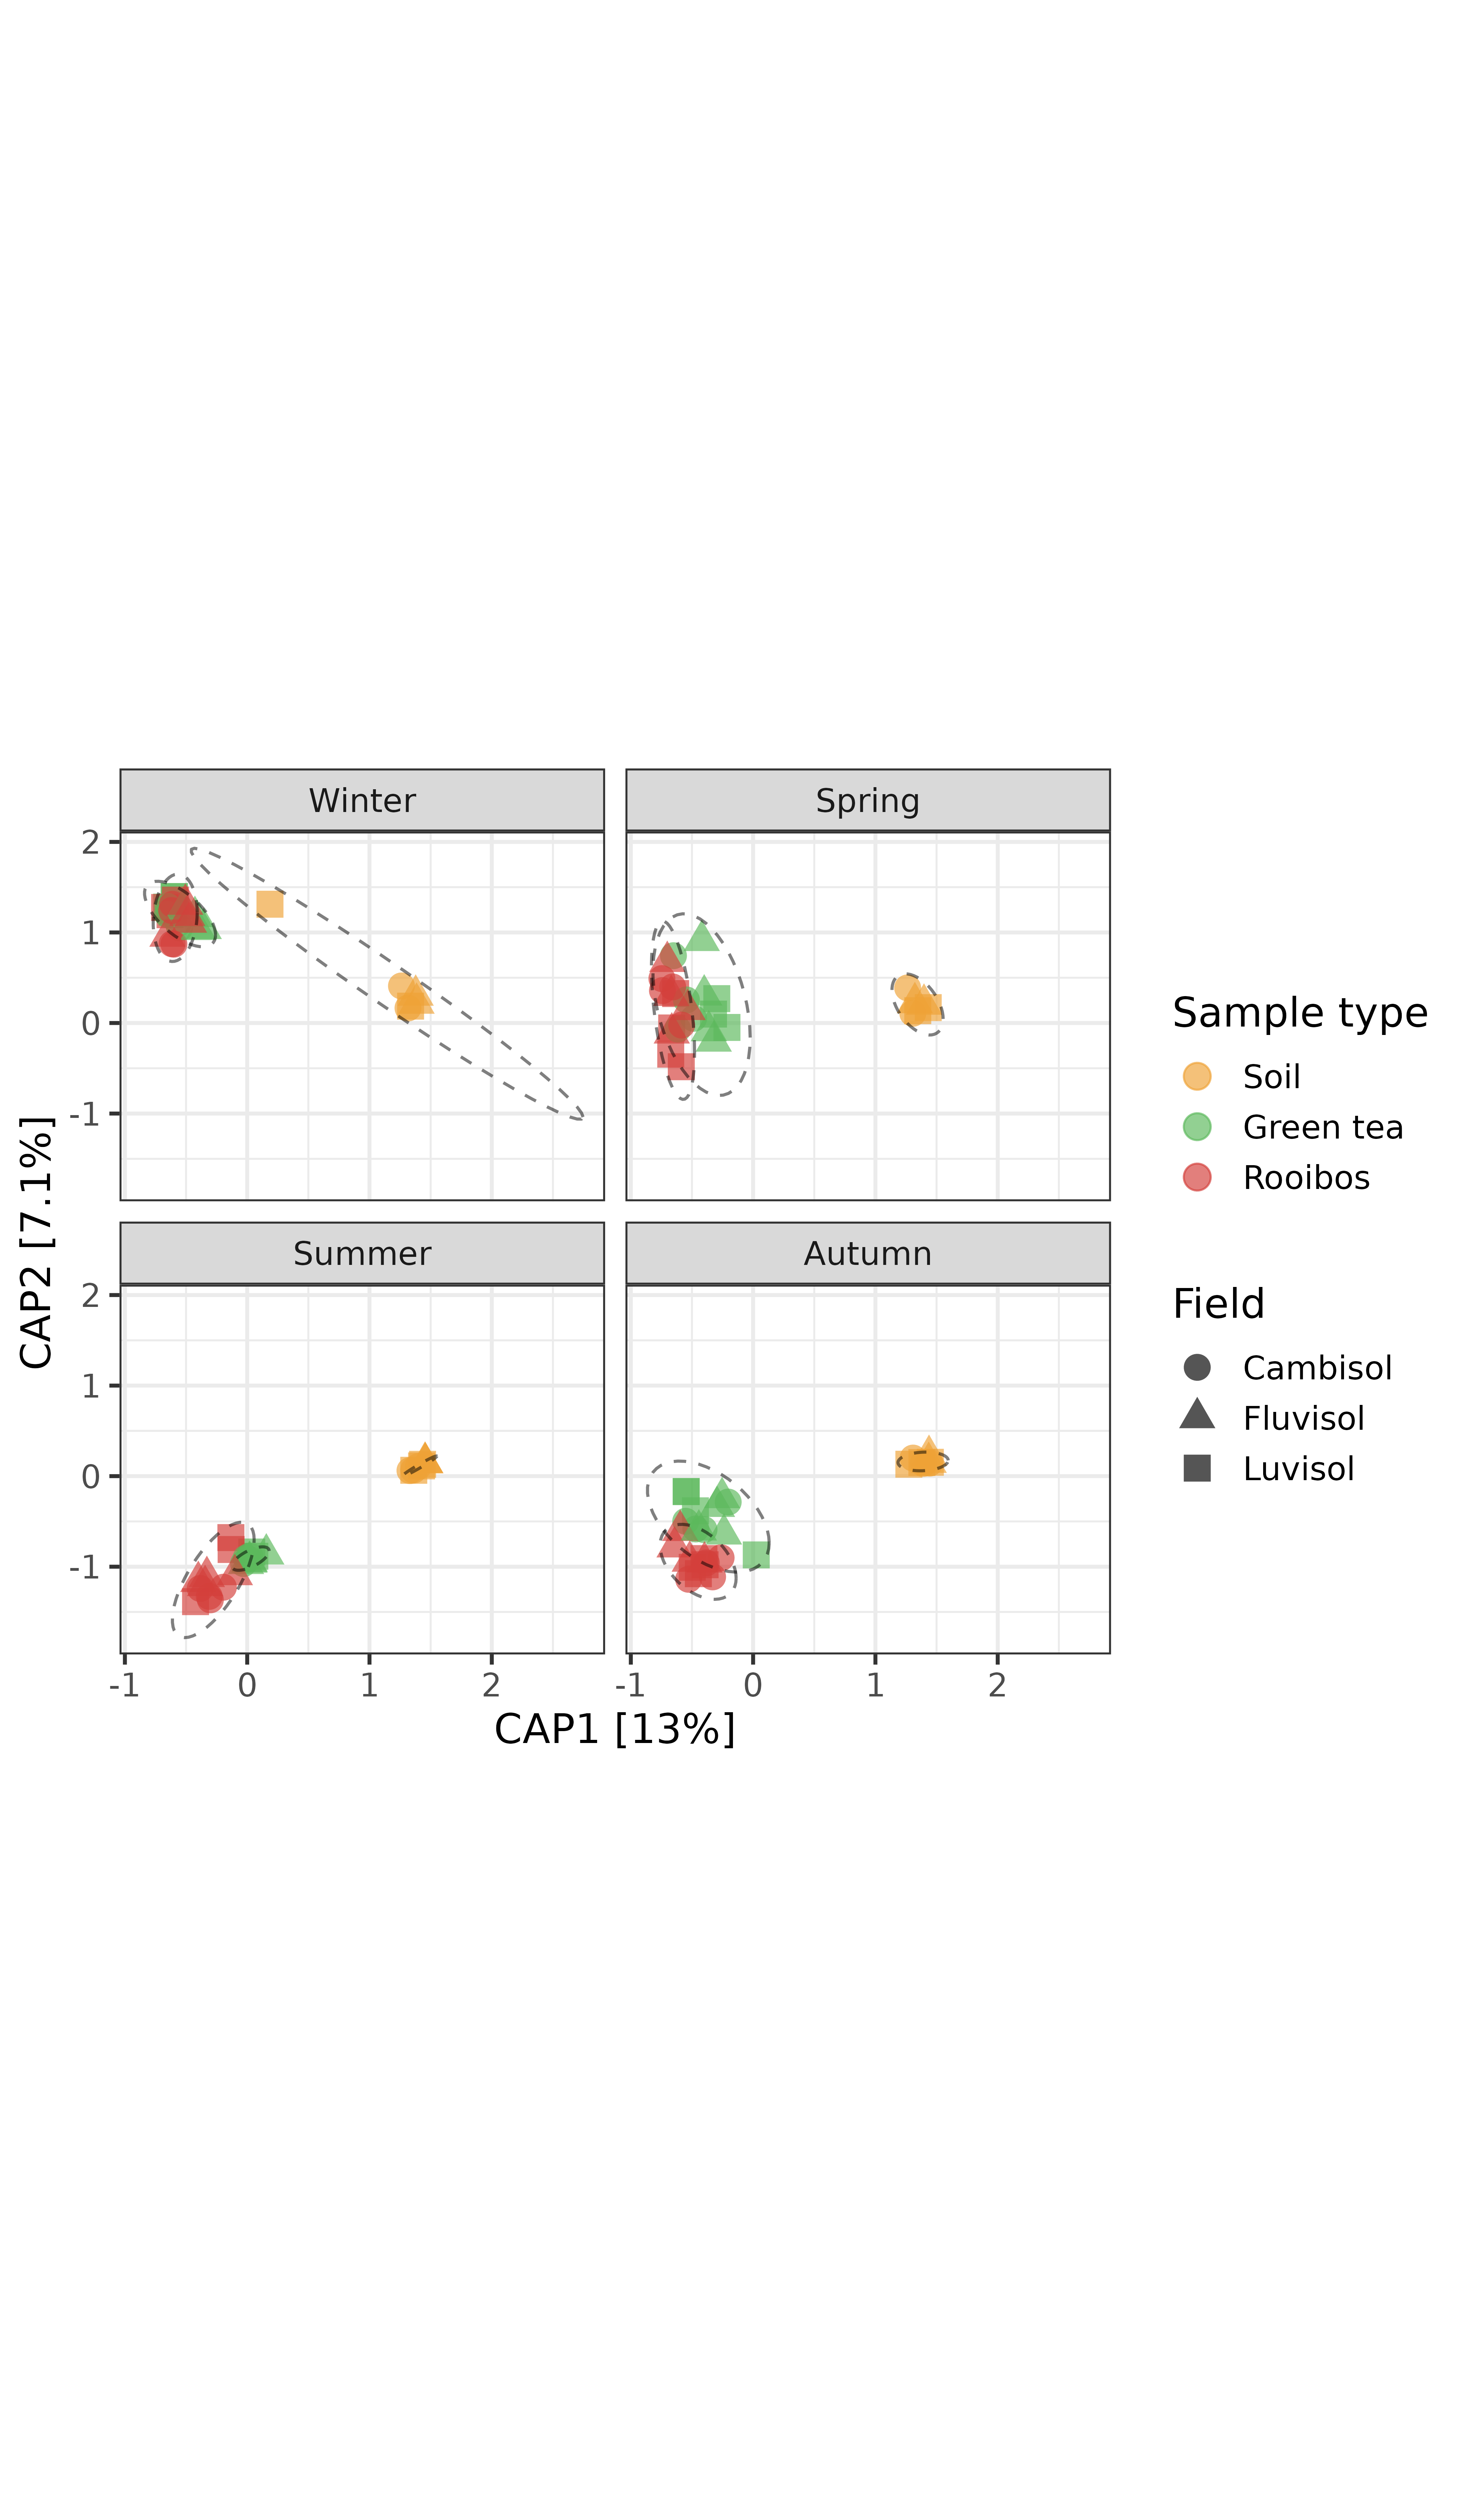 Winter
Spring
2
1
0
-1
Summer
Autumn
2
1
0
-1
-1
0
1
2
-1
0
1
2
CAP1 [13%]
CAP2 [7.1%]
Sample type
Soil
Green tea
Rooibos
Field
Cambisol
Fluvisol
Luvisol